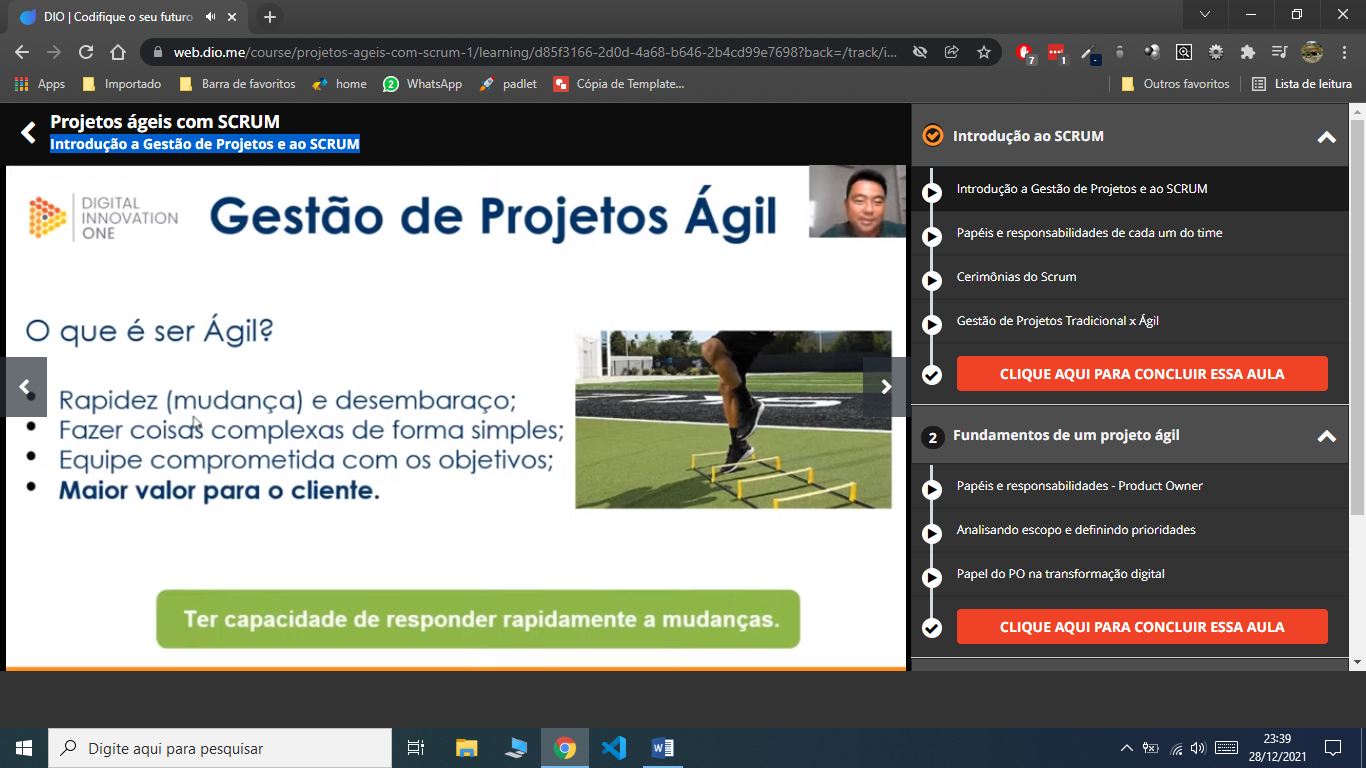 DIO | Codifique o seu futuro
web.dio.me/course/projetos-ageis-com-scrum-1/learning/d85f3166-2d0d-4a68-b646-2b4cd99e7698?back=/track/i...
7
1
Apps
Importado
Barra de favoritos
home
2
WhatsApp
padlet
Cópia de Template...
Outros favoritos
Lista de leitura
Projetos ágeis com SCRUM
Introdução a Gestão de Projetos e ao SCRUM
DIGITAL
INNOVATION
ONE
Gestão de Projetos Ágil
O que é ser Ágil?
Rapidez (mudança) e desembaraço;
Fazer coisas complexas de forma simples;
Equipe comprometida com os objetivos;
Maior valor para o cliente.
Ter capacidade de responder rapidamente a mudanças.
Introdução ao SCRUM
Introdução a Gestão de Projetos e ao SCRUM
Papéis e responsabilidades de cada um do time
Cerimônias do Scrum
Gestão de Projetos Tradicional x Ágil
CLIQUE AQUI PARA CONCLUIR ESSA AULA
2 Fundamentos de um projeto ágil
Papéis e responsabilidades - Product Owner
Analisando escopo e definindo prioridades
Papel do PO na transformação digital
CLIQUE AQUI PARA CONCLUIR ESSA AULA
Digite aqui para pesquisar
23:39
28/12/2021